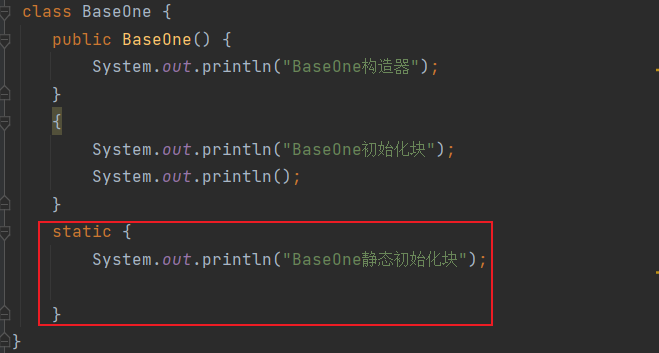 class BaseOne {
public BaseOne() {
System.out.println("BaseOne构造器");
}
{
System.out.println("BaseOne初始化块");
System.out.println();
}
static {
System.out.println("BaseOne静态初始化块");
}
}